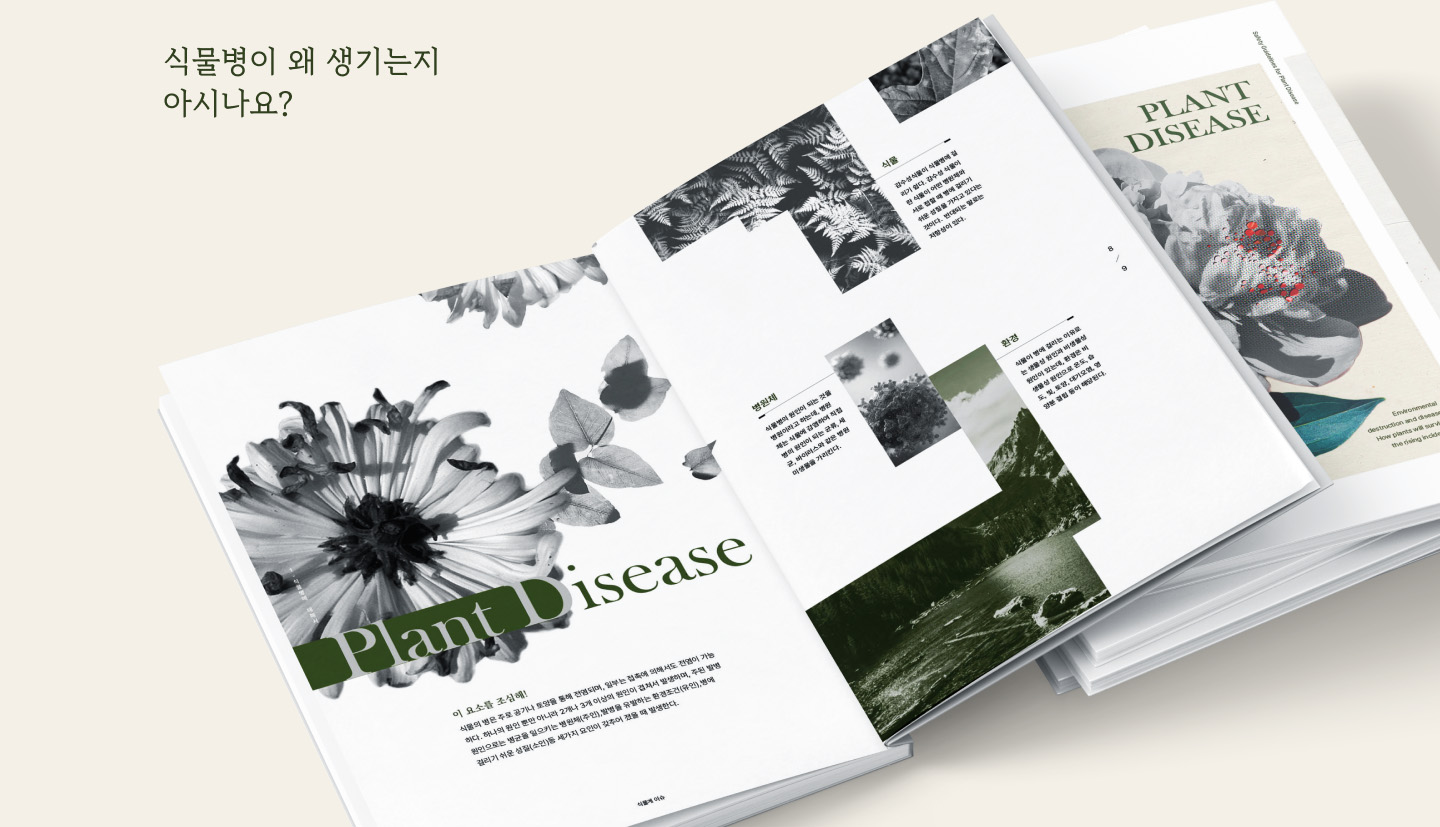 식물병이 왜 생기는지
아시나요?
Plant Disease
이 요소를 조심해!
식물의 병은 주로 공기나 토양을 통해 전염되며, 일부는 접촉에 의해서도 전염이 가능
하다. 하나의 원인 뿐만 아니라 2개나 3개 이상의 원인이 겹쳐서 발생하며, 주된 발병
원인으로는 병균을 일으키는 병원체(주인),발병을 유발하는 환경조건(유인),병에
걸리기 쉬운 성질(소인)등 세가지 요인이 갖추어 졌을 때 발생한다.
식물
감수성식물이 식물병에 걸
리기 쉽다. 감수성 식물이
란 식물이 어떤 병원체와
서로 접할 때 병에 걸리기
쉬운 성질을 가지고 있다는
것이다. 반대하는 말로는
저항성이 있다.
8
/
9
병원체
식물병의 원인이 되는 것을
병원이라고 하는데, 병원
체는 식물에 감염하여 직접
병의 원인이 되는 균류, 세
균, 바이러스와 같은 병원
미생물을 가리킨다.
환경
식물이 병에 걸리는 이유로
는 생물성 원인과 비생물성
원인이 있는데, 환경은 비
생물성 원인으로 온도, 습
도, 빛, 토양, 대기오염, 영
양분 결핍 등이 해당된다.
Safety Guidelines for Plant Disease
PLANT
DISEASE
Environmental
destruction and disease
How plants will
the rising